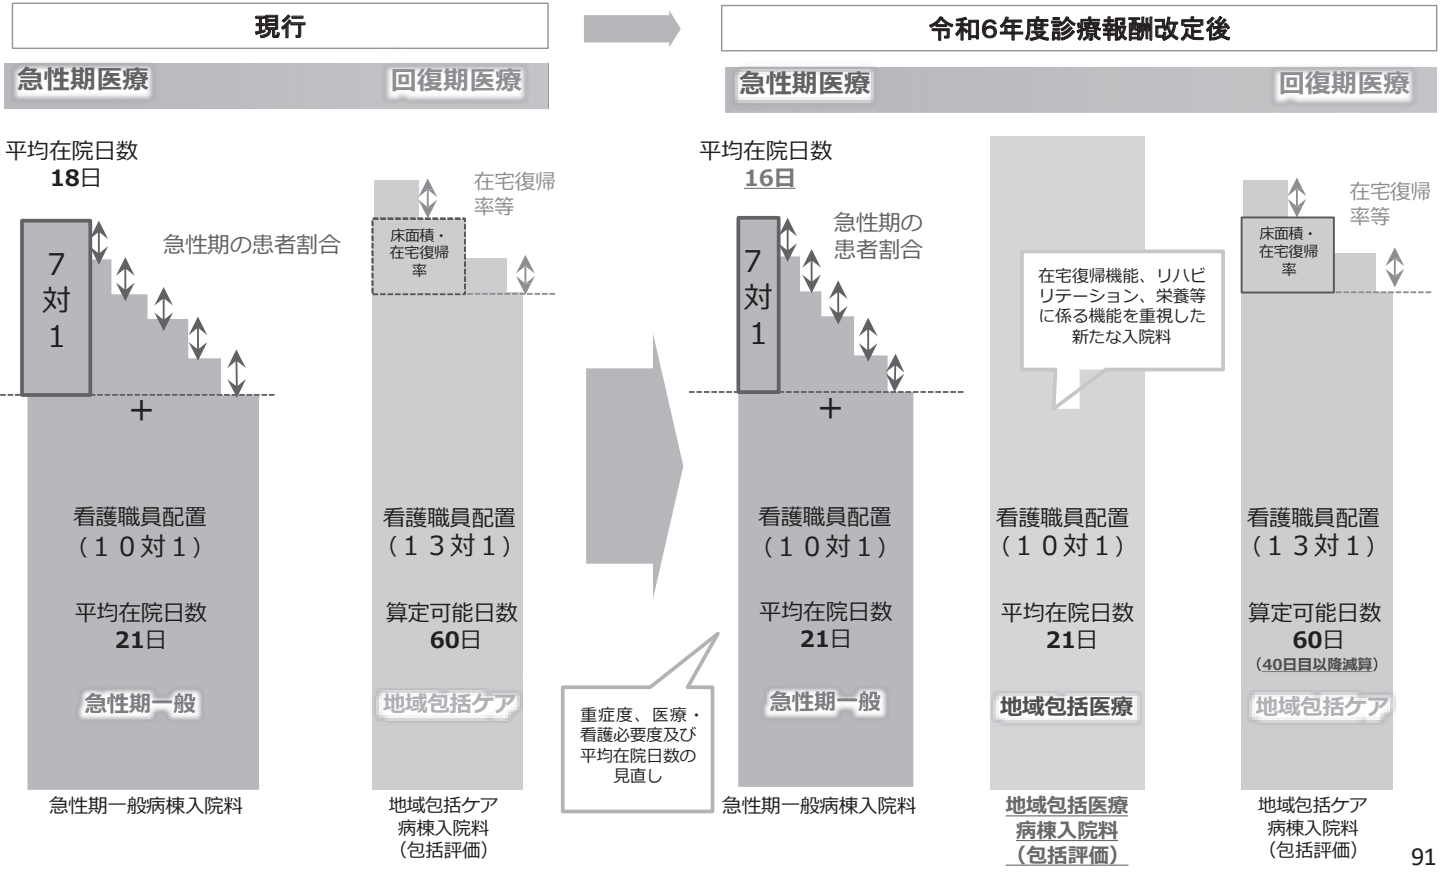 現行
急性期医療
回復期医療
平均在院日数
18日
7
対
1
急性期の患者割合
+
看護職員配置
(10対1)
平均在院日数
21日
急性期一般
急性期一般病棟入院料
在宅復帰
率等
床面積・
在宅復帰
率
看護職員配置
(13対1)
算定可能日数
60日
地域包括ケア
地域包括ケア
病棟入院料
(包括評価)
令和6年度診療報酬改定後
急性期医療
回復期医療
平均在院日数
16日
7
対
1
急性期の
患者割合
+
看護職員配置
(10対1)
平均在院日数
21日
急性期一般
急性期一般病棟入院料
重症度、医療・
看護必要度及び
平均在院日数の
見直し
在宅復帰機能、リハビ
リテーション、栄養等
に係る機能を重視した
新たな入院料
看護職員配置
(10対1)
平均在院日数
21日
地域包括医療
地域包括医療
病棟入院料
(包括評価)
在宅復帰
率等
床面積・
在宅復帰
率
看護職員配置
(13対1)
算定可能日数
60日
(40日目以降減算)
地域包括ケア
地域包括ケア
病棟入院料
(包括評価)
91